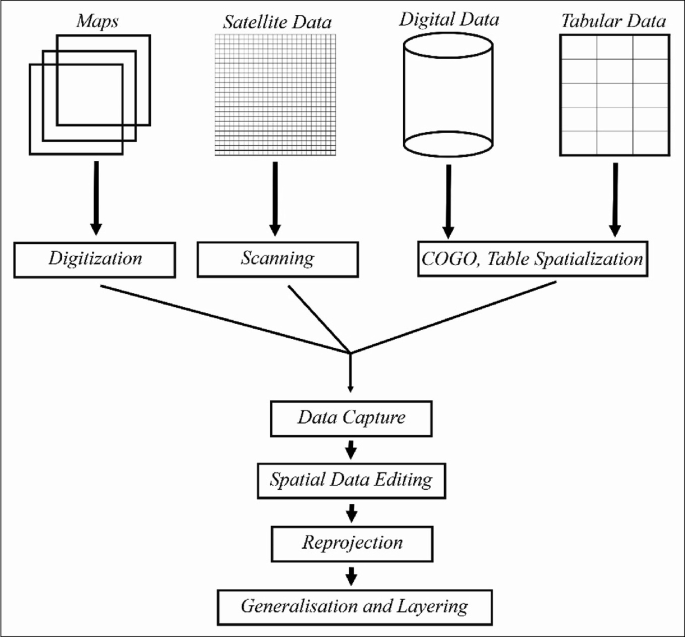 Maps
Satellite Data
Digital Data
Tabular Data
Digitization
Scanning
COGO, Table Spatialization
Data Capture
Spatial Data Editing
Reprojection
Generalisation and Layering